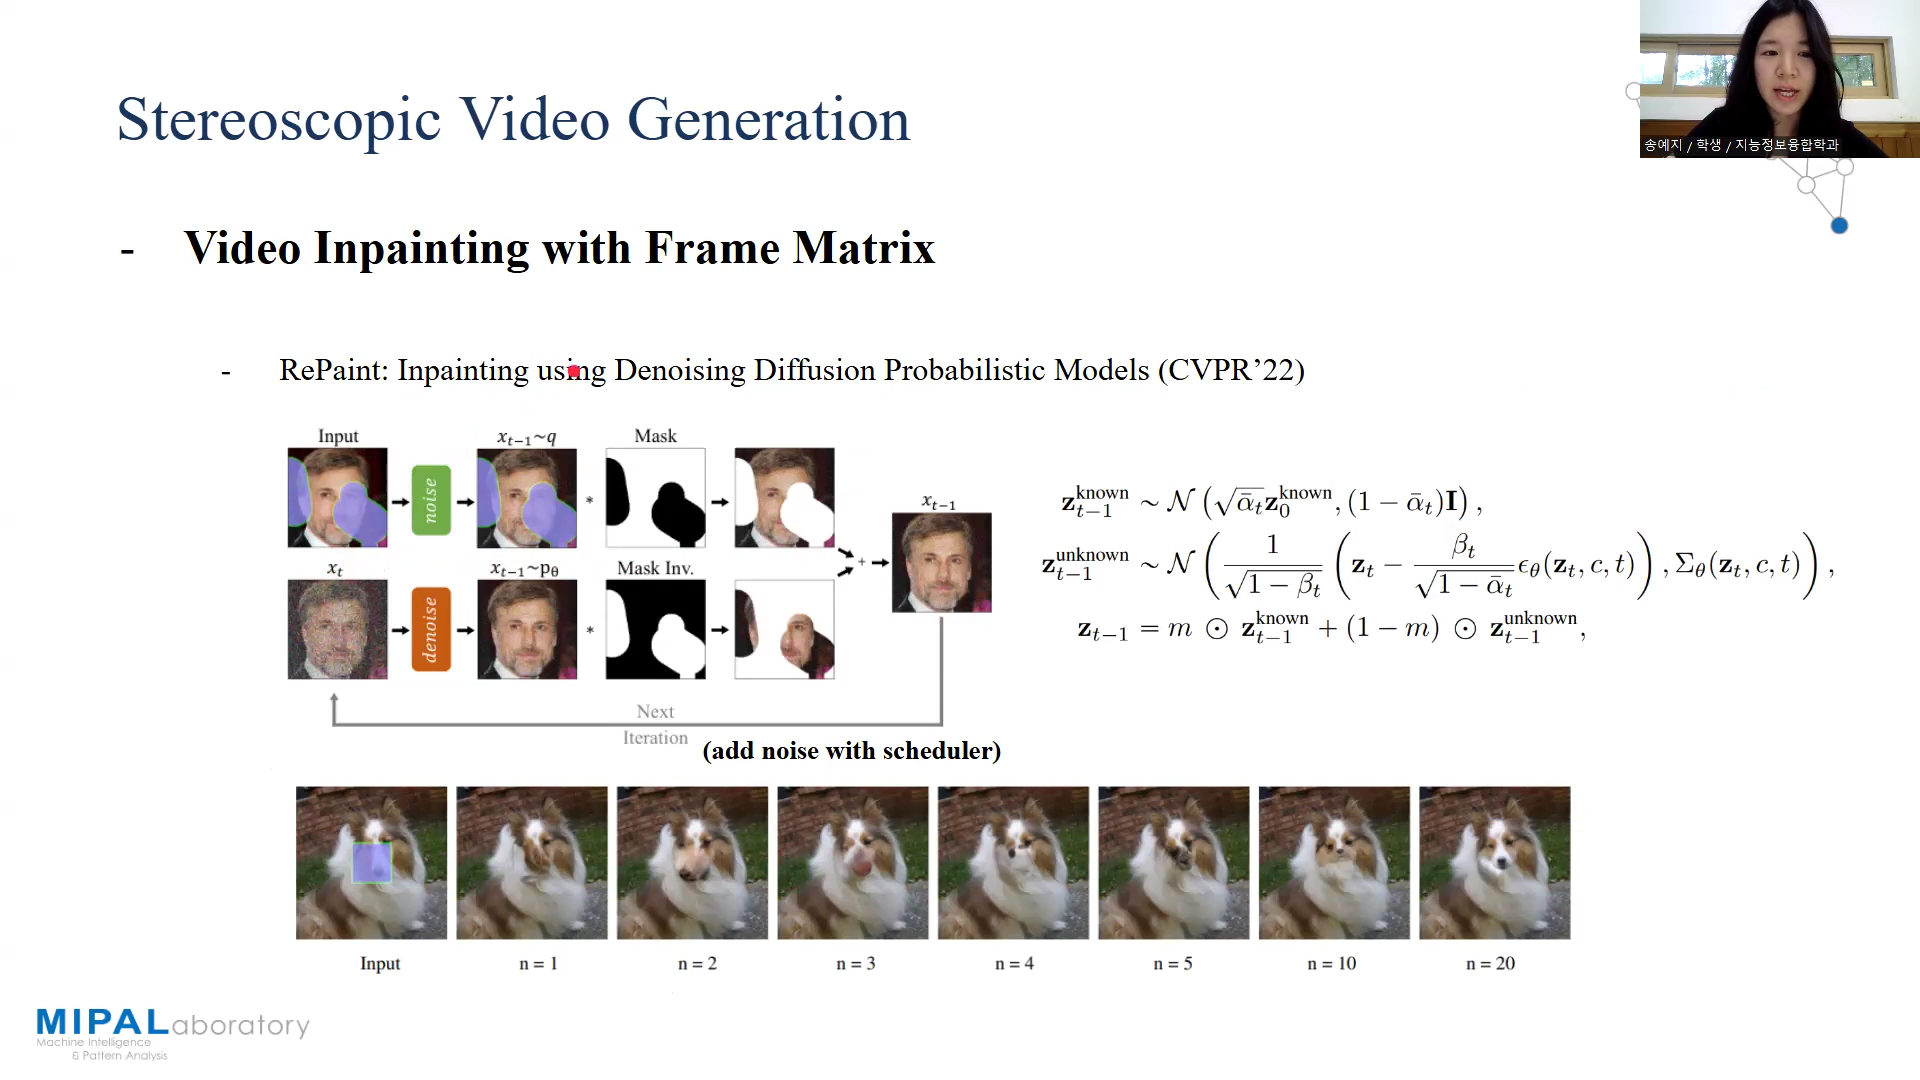 Stereoscopic Video Generation
송예지 / 학생 / 지능정보융합학과
- Video Inpainting with Frame Matrix
- RePaint: Inpainting using Denoising Diffusion Probabilistic Models (CVPR’22)
Input
x_{t−1}~q
Mask
noise
*
x_t
x_{t−1}~p_θ
Mask Inv.
denoise
*
+
x_{t−1}
Next
Iteration
(add noise with scheduler)
z_{t−1}^{known} ∼ N(√ᾱ_t z_0^{known}, (1 − ᾱ_t)I),
z_{t−1}^{unknown} ∼ N(1/√(1 − β_t) (z_t − β_t/√(1 − ᾱ_t) ε_θ(z_t, c, t)), Σ_θ(z_t, c, t)),
z_{t−1} = m ⊙ z_{t−1}^{known} + (1 − m) ⊙ z_{t−1}^{unknown},
Input n = 1 n = 2 n = 3 n = 4 n = 5 n = 10 n = 20
MIPALaboratory
Machine Intelligence
& Pattern Analysis